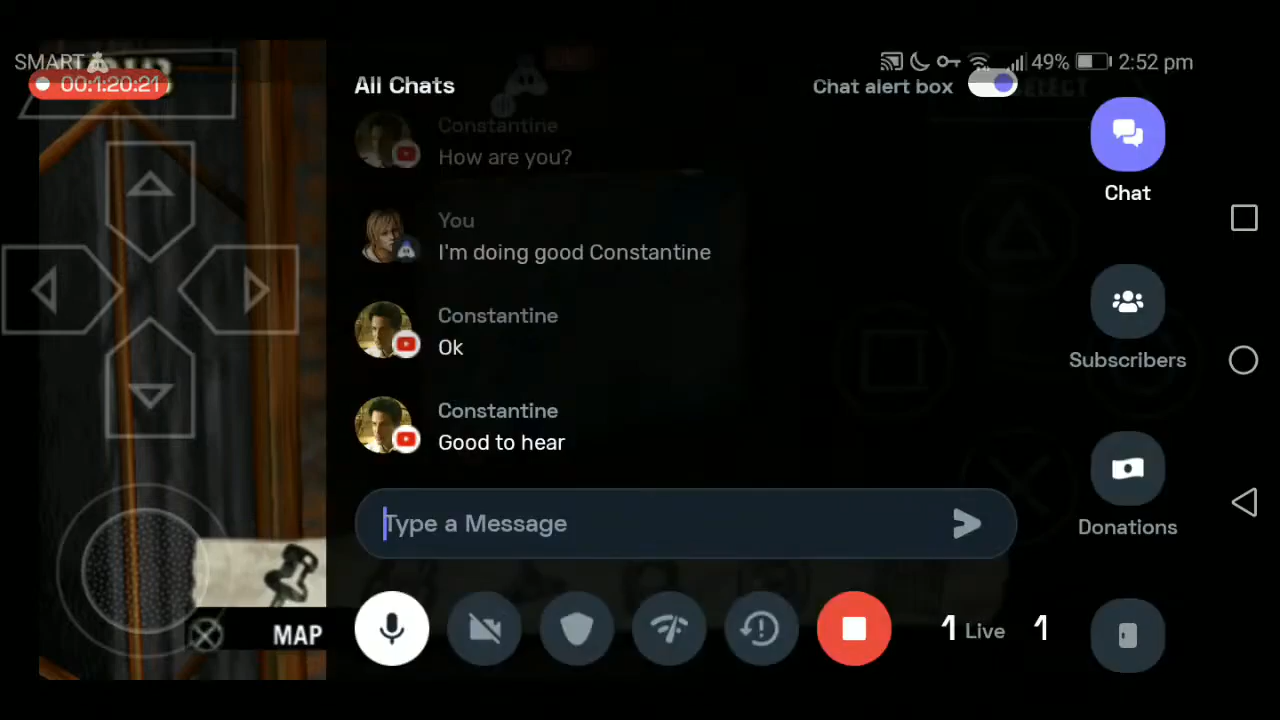 SMART
49% 2:52 pm
00:1:20:21
All Chats
Chat alert box
SELECT
Constantine
How are you?
Chat
You
I'm doing good Constantine
Constantine
Ok
Subscribers
Constantine
Good to hear
Type a Message
Donations
MAP
1 Live 1